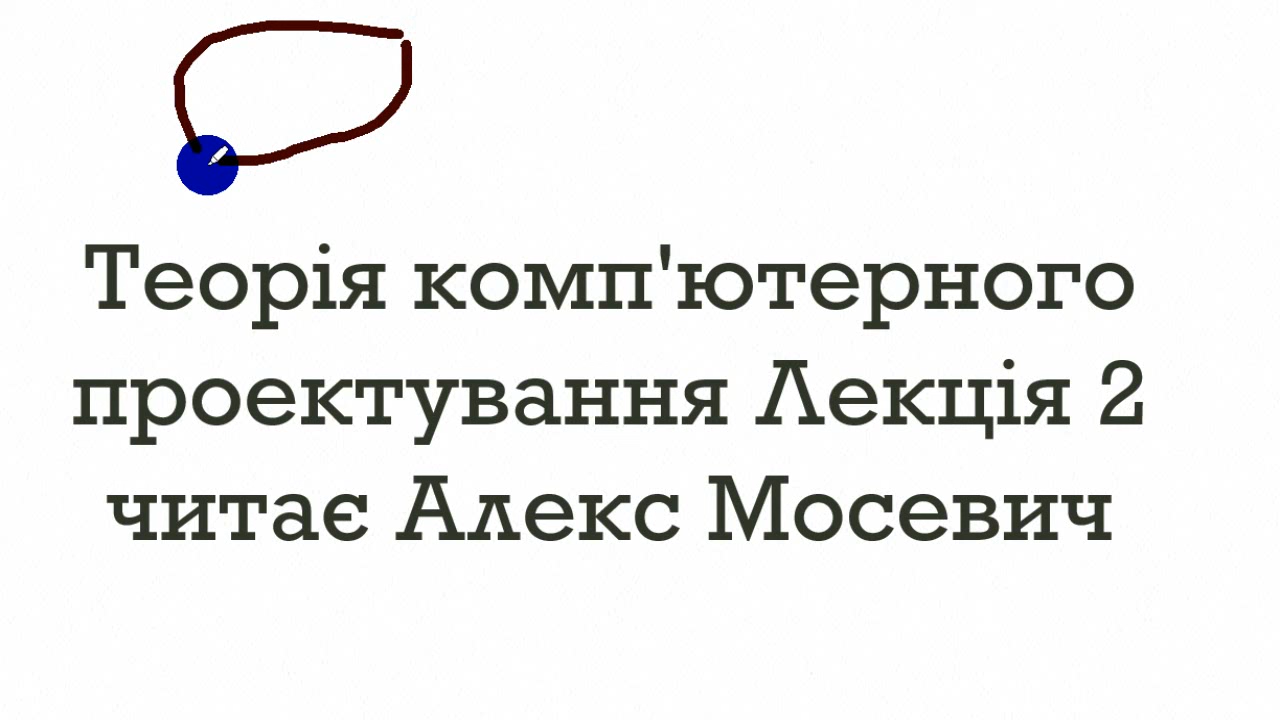 Теорія комп'ютерного
проектування Лекція 2
читає Алекс Мосевич